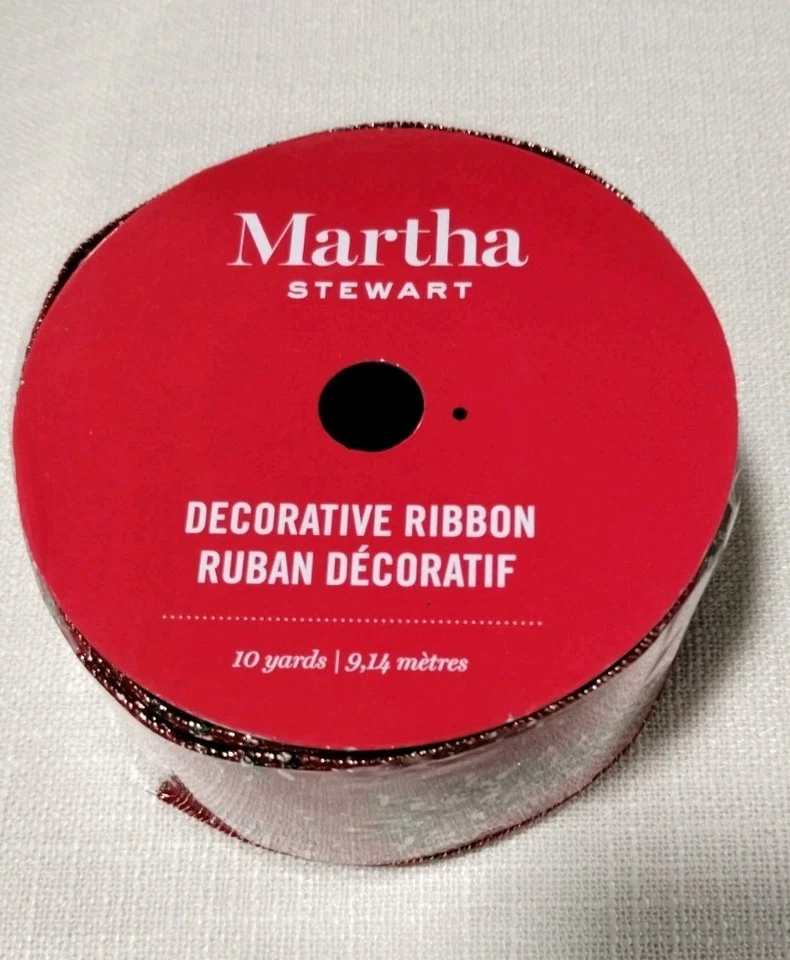 Martha
STEWART
DECORATIVE RIBBON
RUBAN DÉCORATIF
10 yards | 9,14 mètres